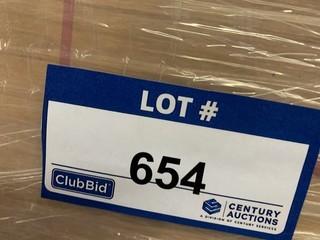 LOT #
654
ClubBid
CENTURY
AUCTIONS
A DIVISION OF CENTURY SERVICES